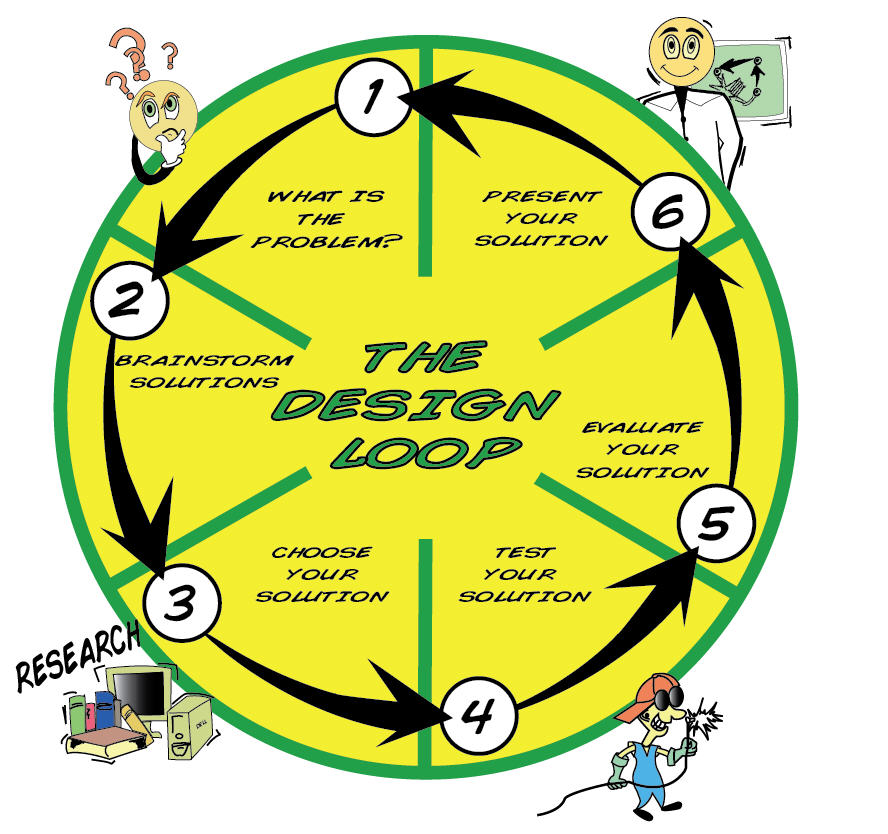 THE
DESIGN
LOOP
1
WHAT IS
THE
PROBLEM?
2
BRAINSTORM
SOLUTIONS
3
CHOOSE
YOUR
SOLUTION
RESEARCH
DELL
4
TEST
YOUR
SOLUTION
5
EVALUATE
YOUR
SOLUTION
6
PRESENT
YOUR
SOLUTION
? ? ? ?